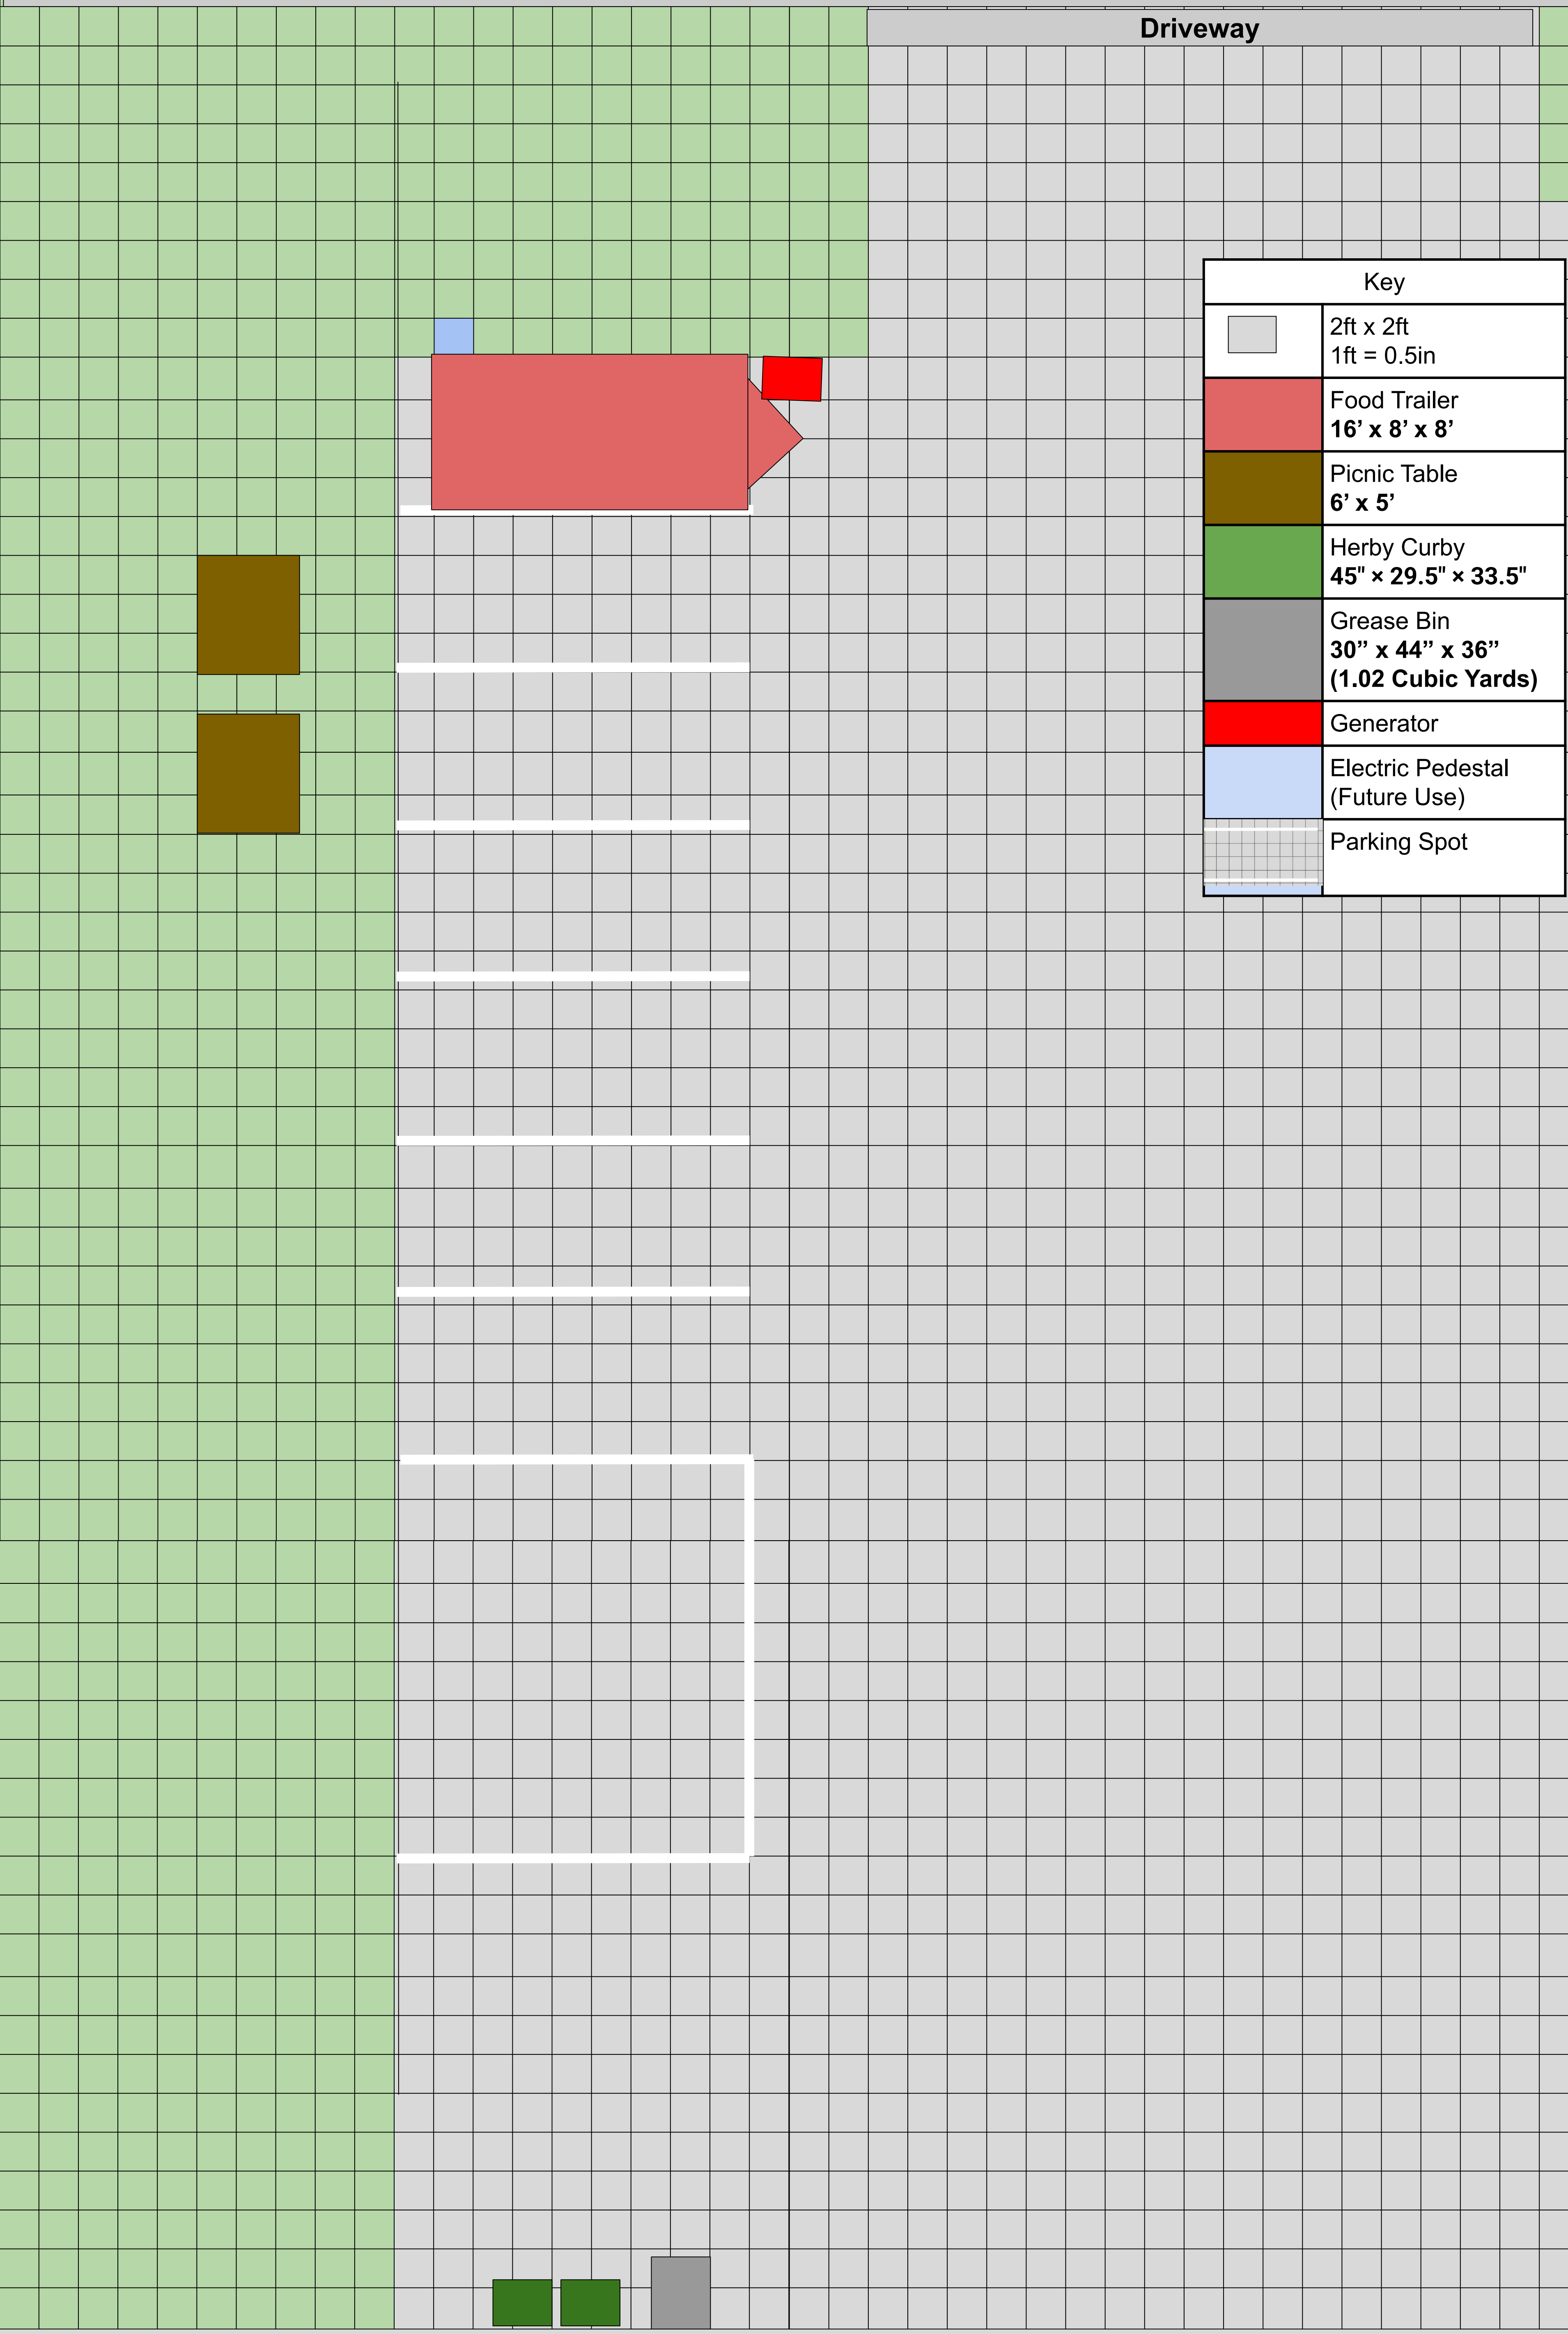 Driveway
Key
2ft x 2ft
1ft = 0.5in
Food Trailer
16’ x 8’ x 8’
Picnic Table
6’ x 5’
Herby Curby
45″ × 29.5″ × 33.5″
Grease Bin
30” x 44” x 36”
(1.02 Cubic Yards)
Generator
Electric Pedestal
(Future Use)
Parking Spot